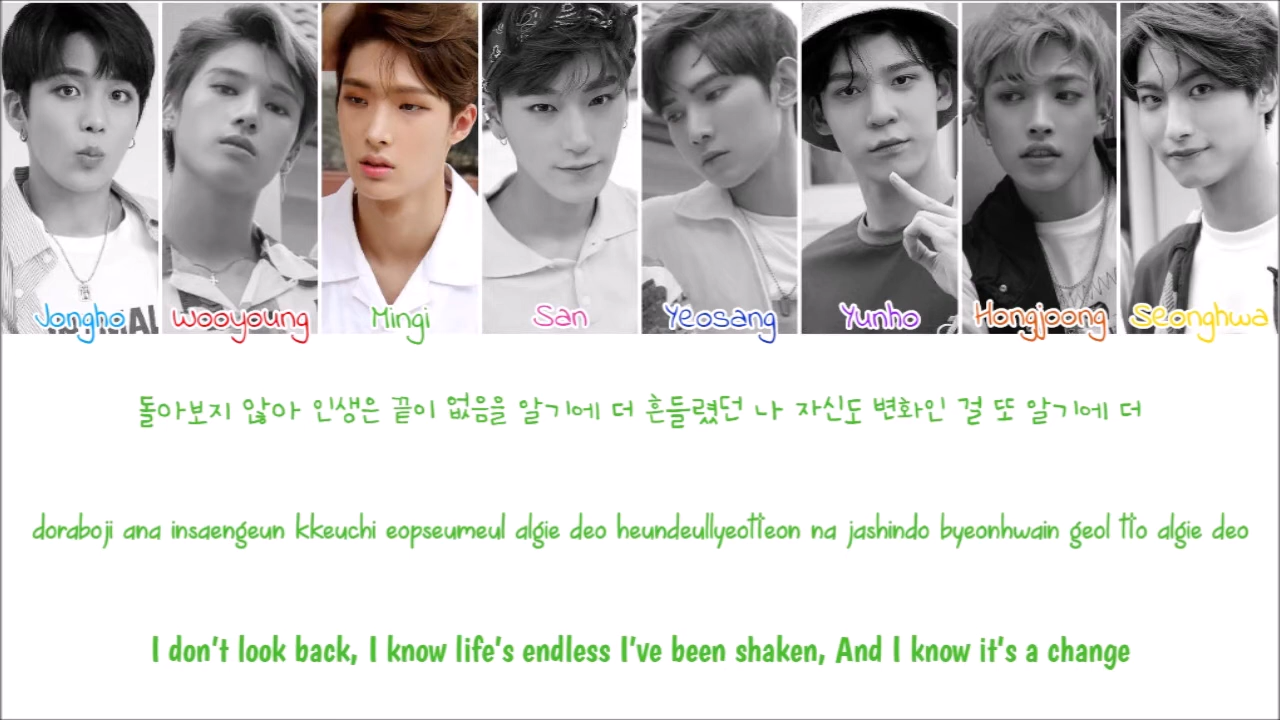 Jongho Wooyoung Mingi San Yeosang Yunho Hongjoong Seonghwa
돌아보지 않아 인생은 끝이 없음을 알기에 더 흔들렸던 나 자신도 변화인 걸 또 알기에 더
doraboji ana insaengeun kkeuchi eopseumeul algie deo heundeullyeotteon na jashindo byeonhwain geol tto algie deo
I don't look back, I know life's endless I've been shaken, And I know it's a change